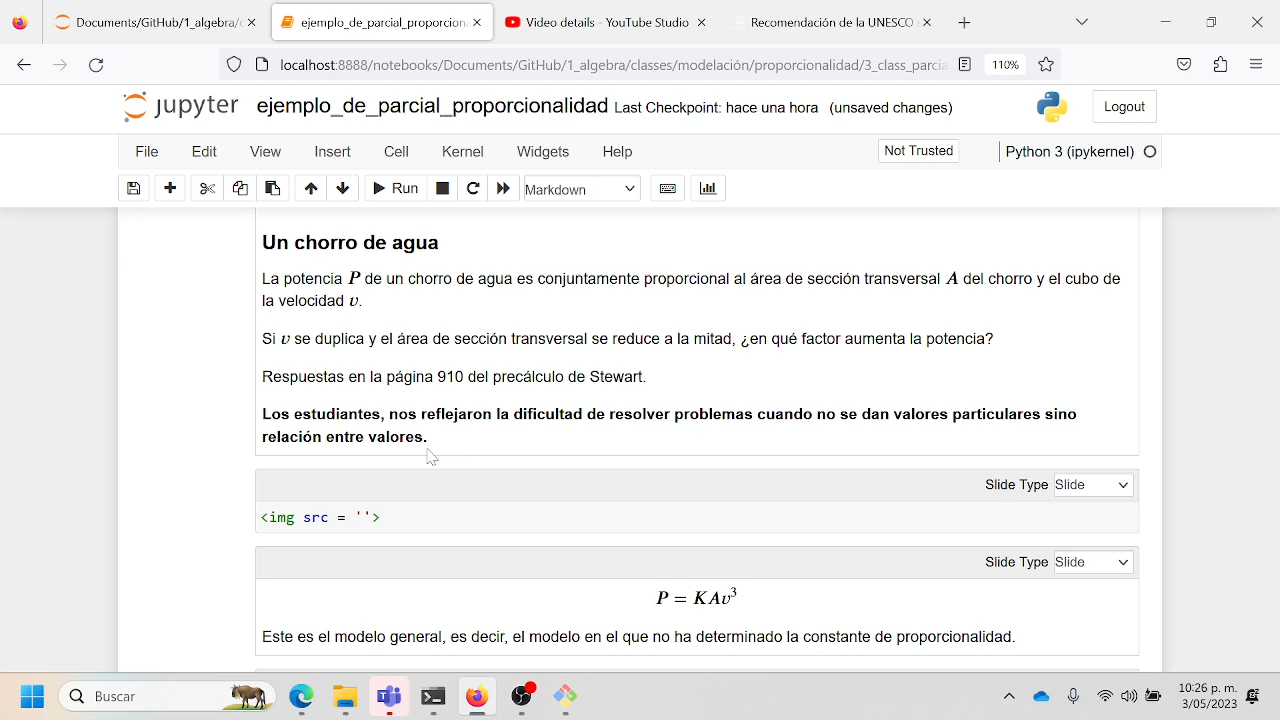 Documents/GitHub/1_algebra/c
ejemplo_de_parcial_proporcion
Video details - YouTube Studio
Recomendación de la UNESCO
localhost:8888/notebooks/Documents/GitHub/1_algebra/classes/modelación/proporcionalidad/3_class_parcia
110%
jupyter ejemplo_de_parcial_proporcionalidad Last Checkpoint: hace una hora (unsaved changes)
Logout
File Edit View Insert Cell Kernel Widgets Help
Not Trusted
Python 3 (ipykernel)
Run
Markdown
Un chorro de agua
La potencia P de un chorro de agua es conjuntamente proporcional al área de sección transversal A del chorro y el cubo de
la velocidad v.
Si v se duplica y el área de sección transversal se reduce a la mitad, ¿en qué factor aumenta la potencia?
Respuestas en la página 910 del precálculo de Stewart.
Los estudiantes, nos reflejaron la dificultad de resolver problemas cuando no se dan valores particulares sino
relación entre valores.
Slide Type Slide
<img src = ''>
Slide Type Slide
P = KAv³
Este es el modelo general, es decir, el modelo en el que no ha determinado la constante de proporcionalidad.
Buscar
10:26 p. m.
3/05/2023